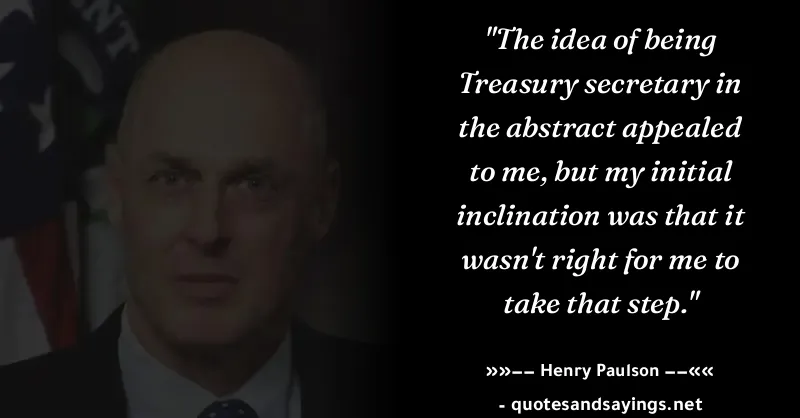 NT
"The idea of being
Treasury secretary in
the abstract appealed
to me, but my initial
inclination was that it
wasn't right for me to
take that step."
»»–– Henry Paulson ––««
- quotesandsayings.net